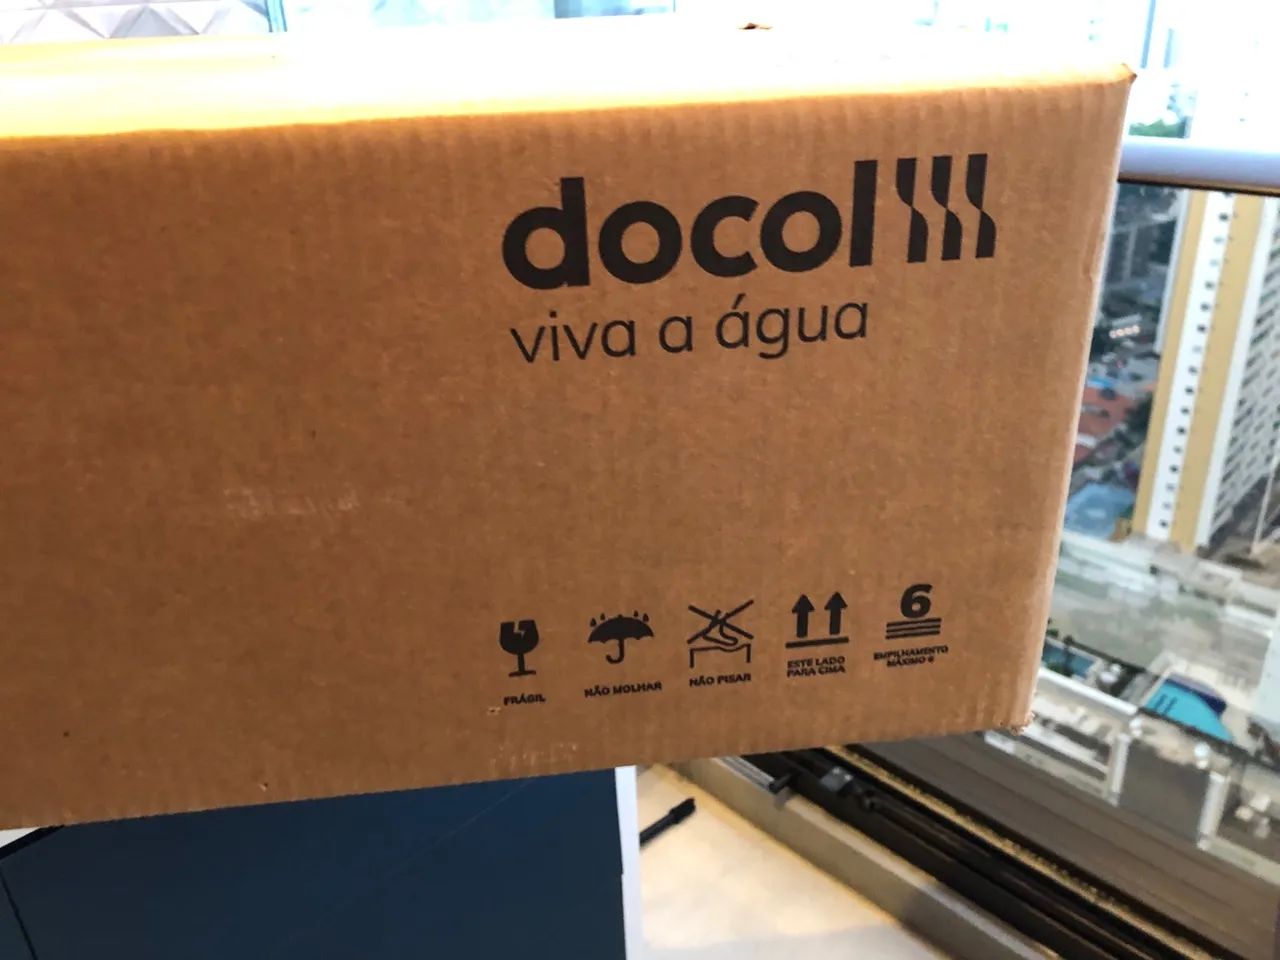 docol
viva a água
6
FRÁGIL
NÃO MOLHAR
NÃO PISAR
ESTE LADO
PARA CIMA
EMPILHAMENTO
MÁXIMO 6